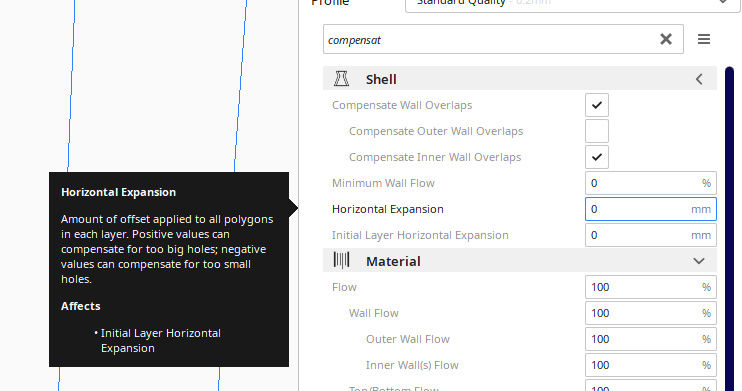 Profile
Standard Quality - 0.2mm
compensat
Shell
Compensate Wall Overlaps
Compensate Outer Wall Overlaps
Compensate Inner Wall Overlaps
Minimum Wall Flow
0 %
Horizontal Expansion
0 mm
Initial Layer Horizontal Expansion
0 mm
Material
Flow
100 %
Wall Flow
100 %
Outer Wall Flow
100 %
Inner Wall(s) Flow
100 %
Top/Bottom Flow
100 %
Horizontal Expansion
Amount of offset applied to all polygons
in each layer. Positive values can
compensate for too big holes; negative
values can compensate for too small
holes.
Affects
• Initial Layer Horizontal
Expansion